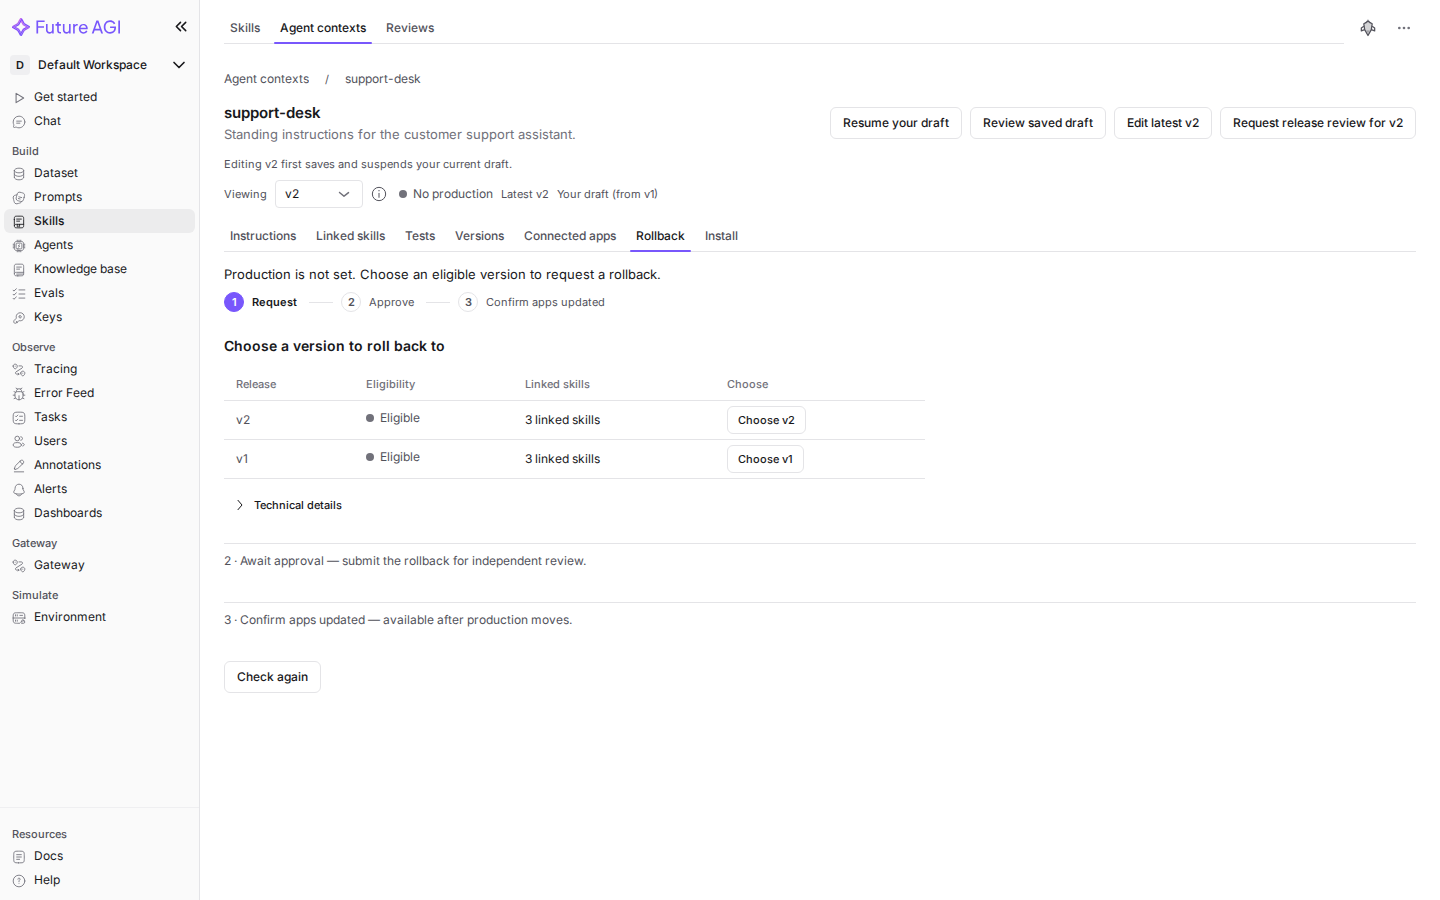 Future AGI
D Default Workspace
Get started
Chat
Build
Dataset
Prompts
Skills
Agents
Knowledge base
Evals
Keys
Observe
Tracing
Error Feed
Tasks
Users
Annotations
Alerts
Dashboards
Gateway
Gateway
Simulate
Environment
Resources
Docs
Help
Skills Agent contexts Reviews
Agent contexts / support-desk
support-desk
Standing instructions for the customer support assistant.
Resume your draft Review saved draft Edit latest v2 Request release review for v2
Editing v2 first saves and suspends your current draft.
Viewing v2 No production Latest v2 Your draft (from v1)
Instructions Linked skills Tests Versions Connected apps Rollback Install
Production is not set. Choose an eligible version to request a rollback.
1 Request 2 Approve 3 Confirm apps updated
Choose a version to roll back to
Release Eligibility Linked skills Choose
v2 Eligible 3 linked skills Choose v2
v1 Eligible 3 linked skills Choose v1
Technical details
2 · Await approval — submit the rollback for independent review.
3 · Confirm apps updated — available after production moves.
Check again